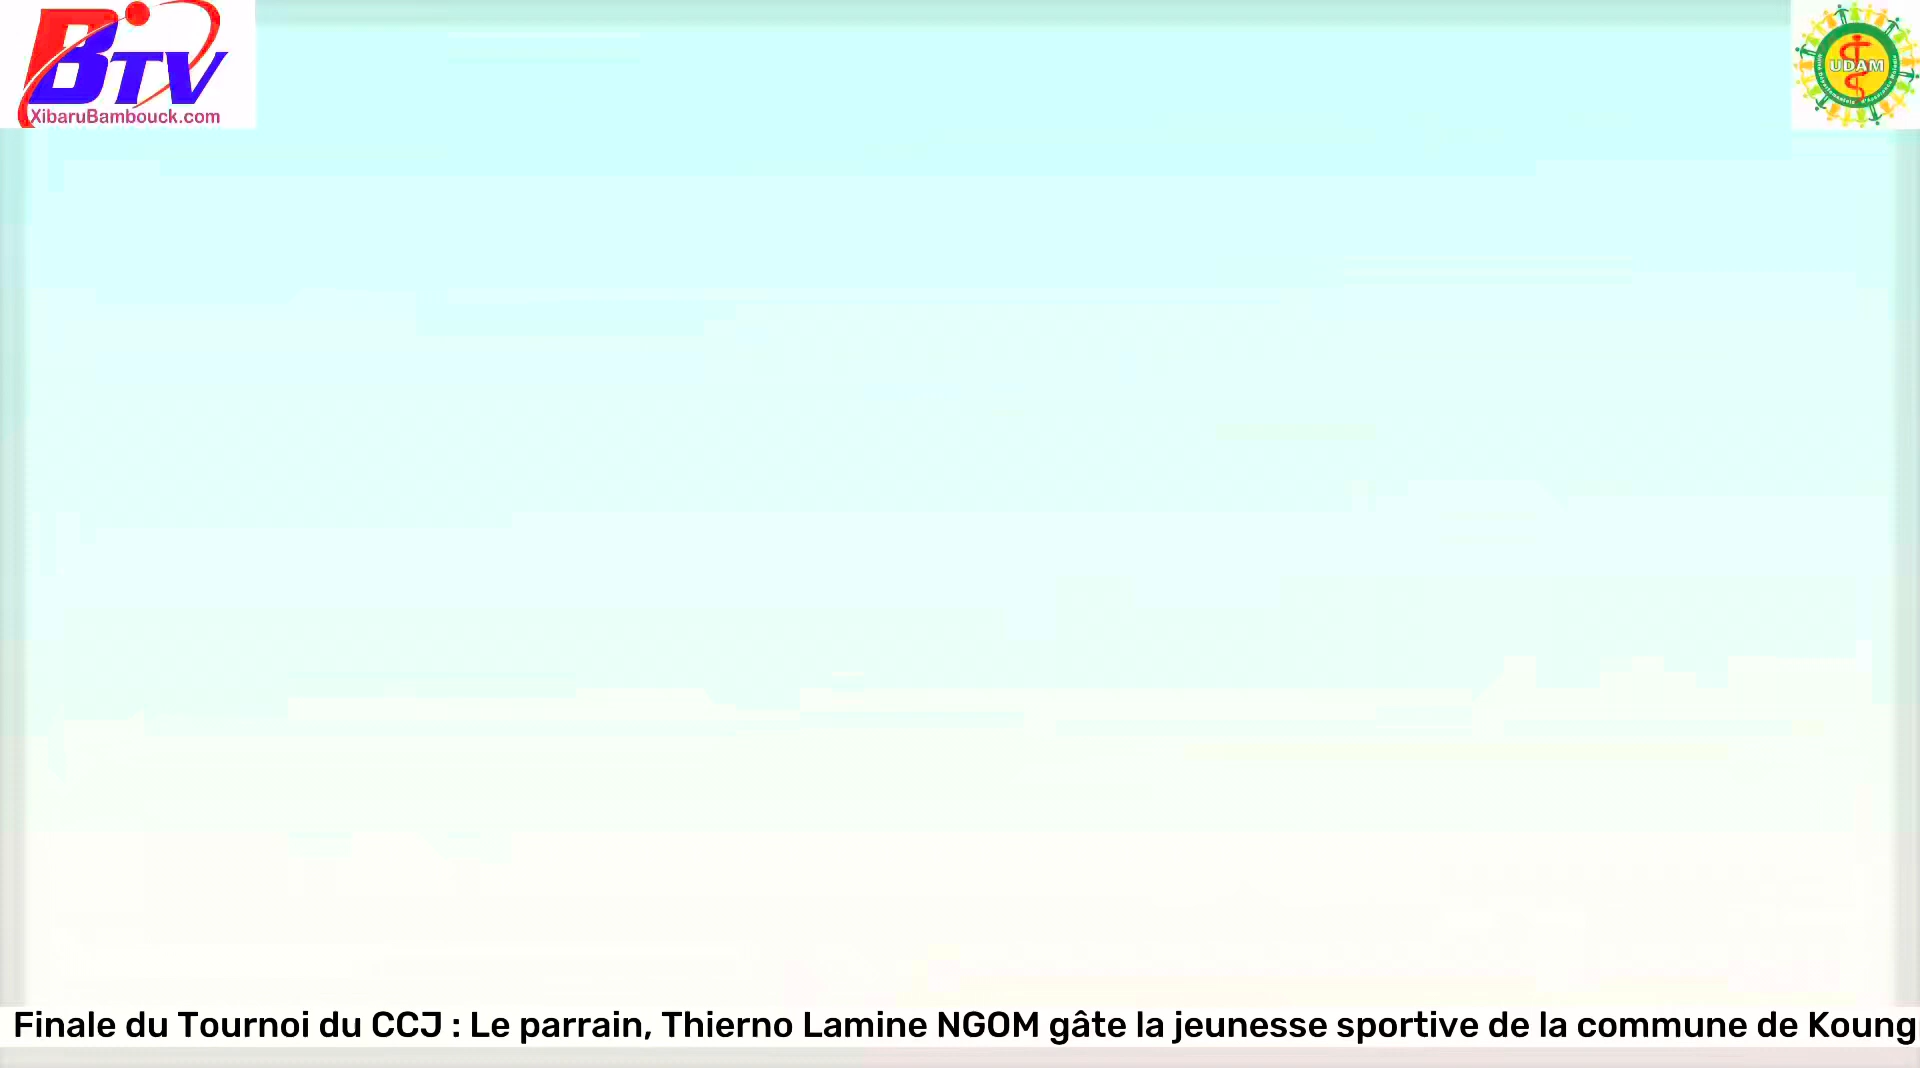 BTV
XibaruBambouck.com
UDAM
Finale du Tournoi du CCJ : Le parrain, Thierno Lamine NGOM gâte la jeunesse sportive de la commune de Koung